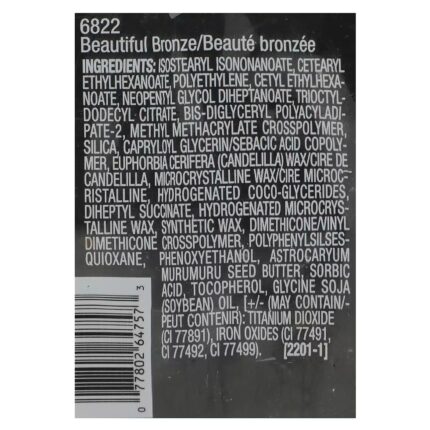 6822
Beautiful Bronze/Beauté bronzée
INGREDIENTS: ISOSTEARYL ISONONANOATE, CETEARYL
ETHYLHEXANOATE, POLYETHYLENE, CETYL ETHYLHEXA-
NOATE, NEOPENTYL GLYCOL DIHEPTANOATE, TRIOCTYL-
DODECYL CITRATE, BIS-DIGLYCERYL POLYACYLADI-
PATE-2, METHYL METHACRYLATE CROSSPOLYMER,
SILICA, CAPRYLOYL GLYCERIN/SEBACIC ACID COPOLY-
MER, EUPHORBIA CERIFERA (CANDELILLA) WAX/CIRE DE
CANDELILLA, MICROCRYSTALLINE WAX/CIRE MICROC-
RISTALLINE, HYDROGENATED COCO-GLYCERIDES,
DIHEPTYL SUCCINATE, HYDROGENATED MICROCRYS-
TALLINE WAX, SYNTHETIC WAX, DIMETHICONE/VINYL
DIMETHICONE CROSSPOLYMER, POLYPHENYLSILSES-
QUIOXANE, PHENOXYETHANOL, ASTROCARYUM
MURUMURU SEED BUTTER, SORBIC
ACID, TOCOPHEROL, GLYCINE SOJA
(SOYBEAN) OIL, [+/- (MAY CONTAIN/
PEUT CONTENIR): TITANIUM DIOXIDE
(CI 77891), IRON OXIDES (CI 77491,
CI 77492, CI 77499). [2201-1]
0 77802 64757 3